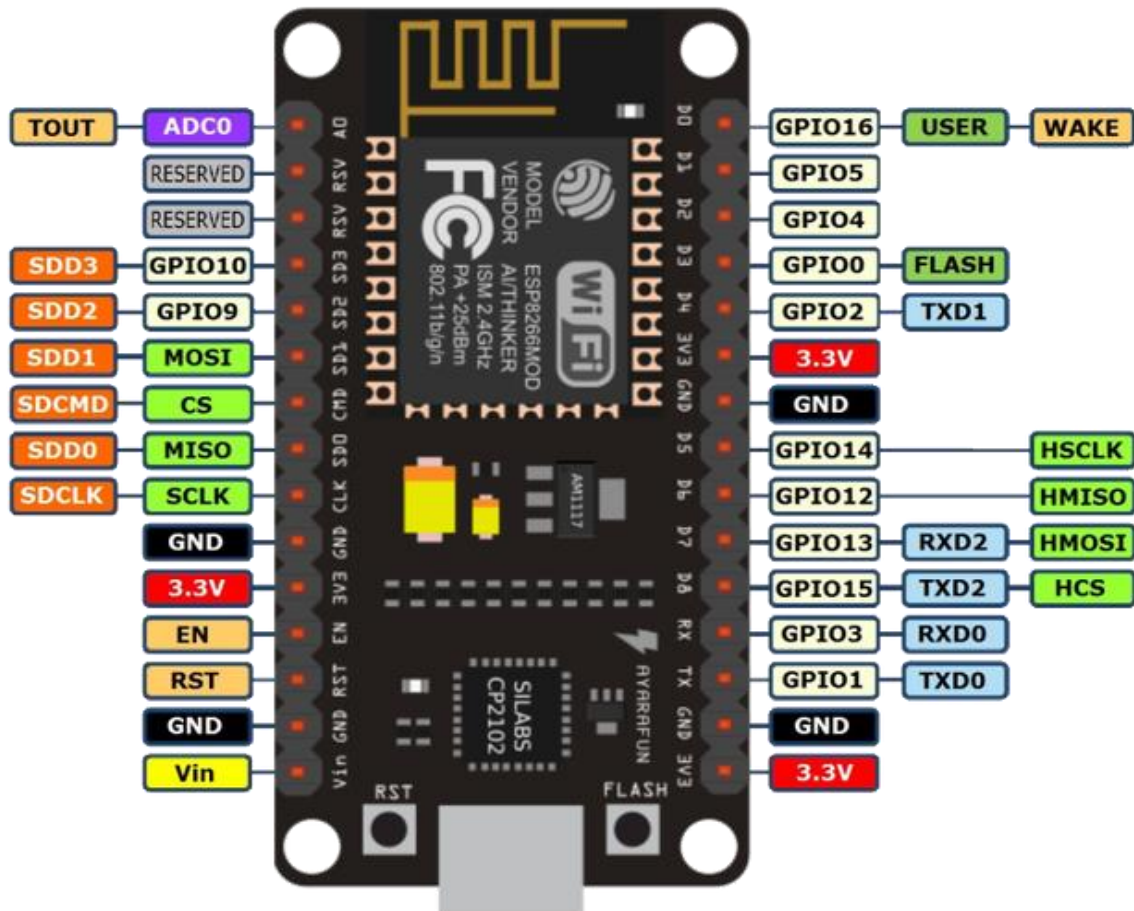 TOUT ADC0 A0
RESERVED RSV
RESERVED RSV
SDD3 GPIO10 SD3
SDD2 GPIO9 SD2
SDD1 MOSI SD1
SDCMD CS CMD
SDD0 MISO SD0
SDCLK SCLK CLK
GND GND
3.3V 3V3
EN EN
RST RST
GND GND
Vin Vin
D0 GPIO16 USER WAKE
D1 GPIO5
D2 GPIO4
D3 GPIO0 FLASH
D4 GPIO2 TXD1
3V3 3.3V
GND GND
D5 GPIO14 HSCLK
D6 GPIO12 HMISO
D7 GPIO13 RXD2 HMOSI
D8 GPIO15 TXD2 HCS
RX GPIO3 RXD0
TX GPIO1 TXD0
GND GND
3V3 3.3V
MODEL
VENDOR
FC
WiFi
ESP8266MOD
AI/THINKER
ISM 2.4GHz
PA +25dBm
802.11b/g/n
AM1117
SILABS
CP2102
AYARAFUN
RST
FLASH